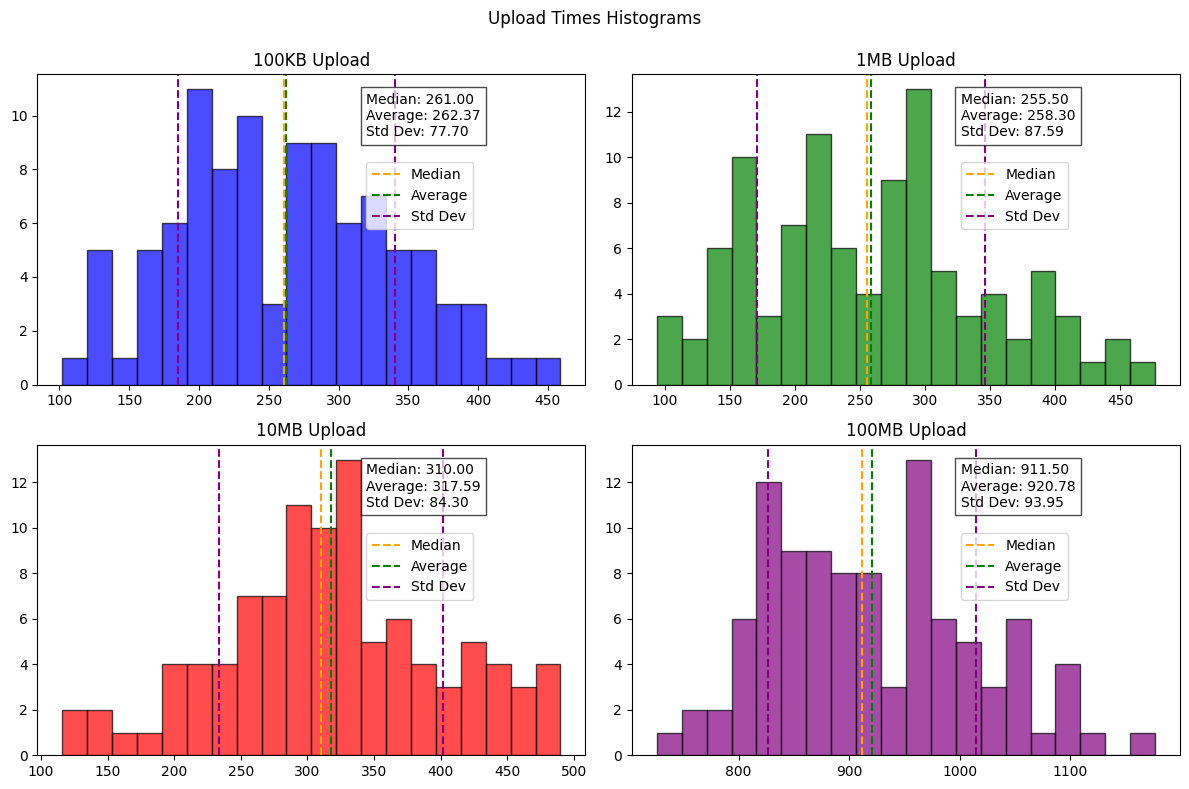 Upload Times Histograms
100KB Upload
Median: 261.00
Average: 262.37
Std Dev: 77.70
Median
Average
Std Dev
0
2
4
6
8
10
100
150
200
250
300
350
400
450
1MB Upload
Median: 255.50
Average: 258.30
Std Dev: 87.59
Median
Average
Std Dev
0
2
4
6
8
10
12
100
150
200
250
300
350
400
450
10MB Upload
Median: 310.00
Average: 317.59
Std Dev: 84.30
Median
Average
Std Dev
0
2
4
6
8
10
12
100
150
200
250
300
350
400
450
500
100MB Upload
Median: 911.50
Average: 920.78
Std Dev: 93.95
Median
Average
Std Dev
0
2
4
6
8
10
12
800
900
1000
1100